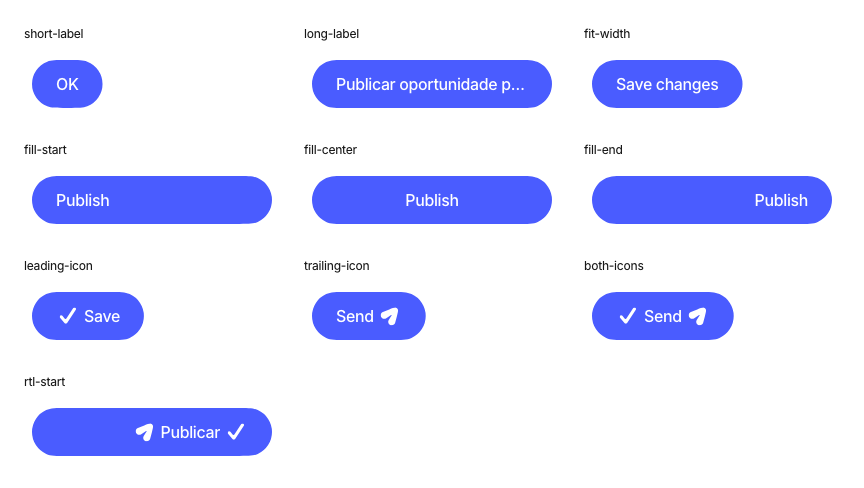 short-label
long-label
fit-width
OK
Publicar oportunidade p...
Save changes
fill-start
fill-center
fill-end
Publish
Publish
Publish
leading-icon
trailing-icon
both-icons
Save
Send
Send
rtl-start
Publicar